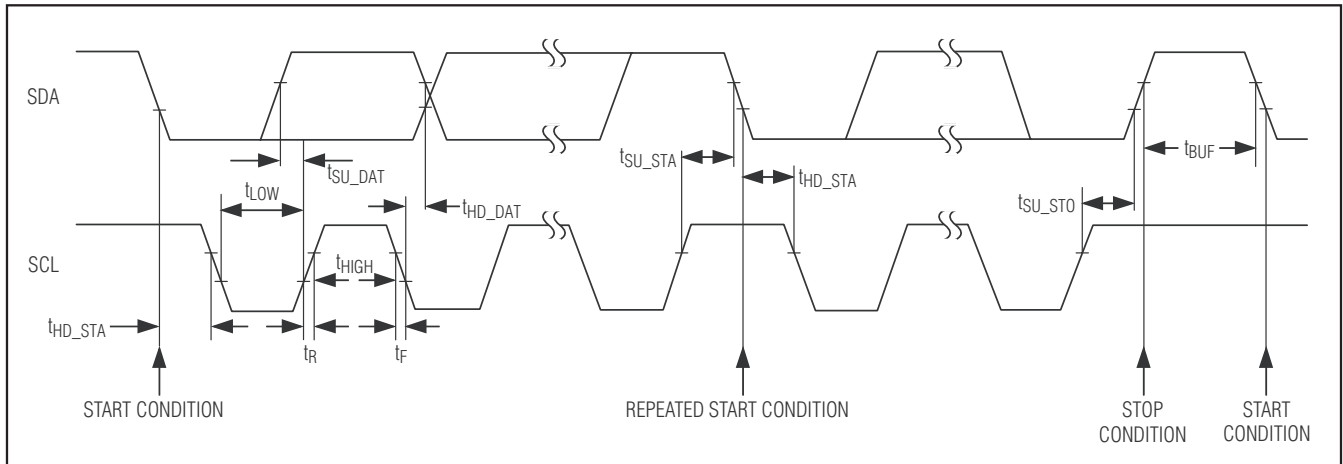 SDA
tSU_DAT
tLOW
tHD_DAT
tSU_STA
tHD_STA
tBUF
tSU_STO
SCL
tHIGH
tHD_STA
tR
tF
START CONDITION
REPEATED START CONDITION
STOP
CONDITION
START
CONDITION